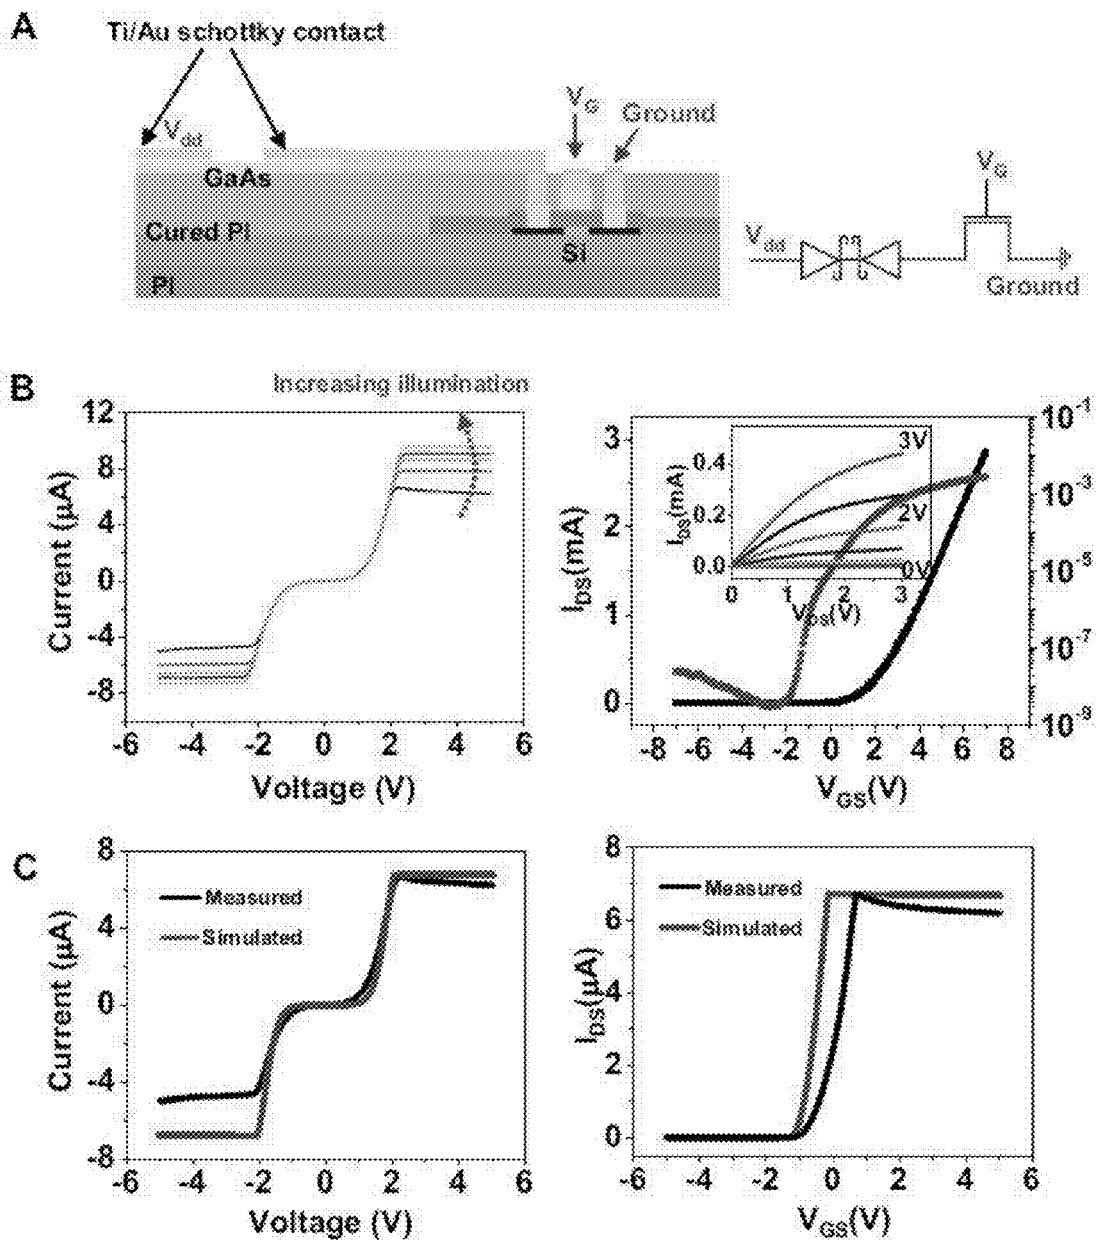 A
Ti/Au schottky contact
V_G
Ground
V_dd
GaAs
Cured PI
Si
PI
V_G
V_dd
Ground
B
Increasing illumination
12
8
4
0
-4
-8
Current (μA)
-6 -4 -2 0 2 4 6
Voltage (V)
3
2
1
0
I_DS(mA)
10^-1
10^-3
10^-5
10^-7
10^-9
-8 -6 -4 -2 0 2 4 6 8
V_GS(V)
0.4
0.2
0.0
I_DS(mA)
3V
2V
0V
0 1 2 3
V_DS(V)
C
8
4
0
-4
-8
Current (μA)
Measured
Simulated
-6 -4 -2 0 2 4 6
Voltage (V)
8
6
4
2
0
I_DS(μA)
Measured
Simulated
-6 -4 -2 0 2 4 6
V_GS(V)